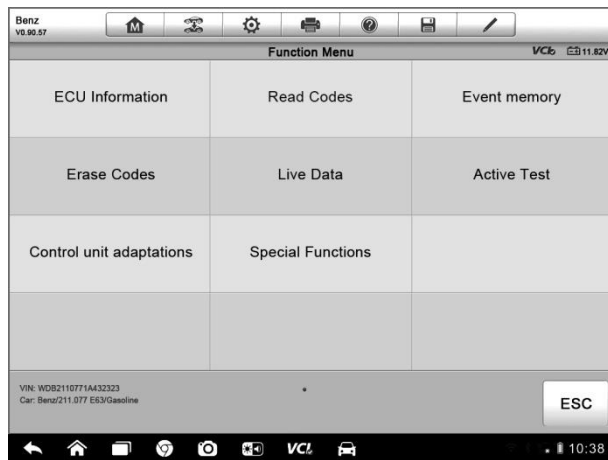 Benz
V0.90.57
M
Function Menu
VCI 11.82V
ECU Information
Read Codes
Event memory
Erase Codes
Live Data
Active Test
Control unit adaptations
Special Functions
VIN: WDB2110771A432323
Car: Benz/211.077 E63/Gasoline
ESC
VCI
10:38